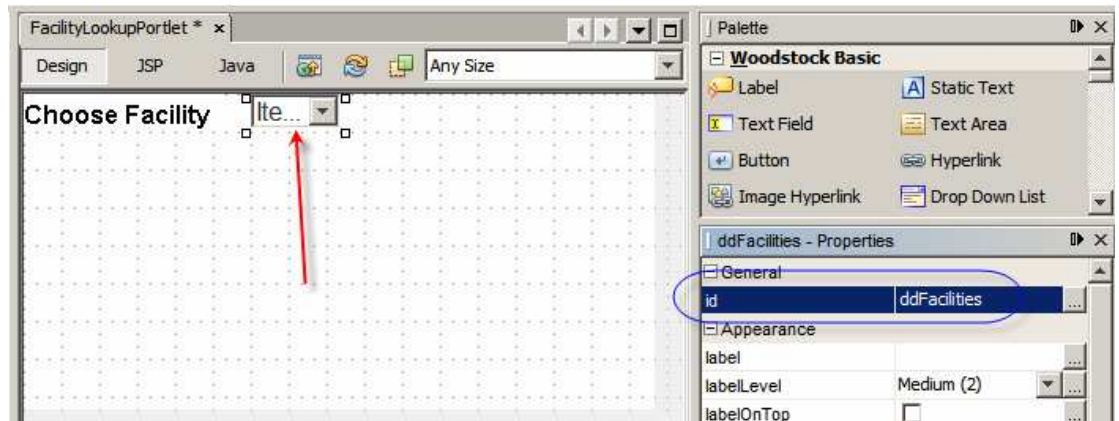 FacilityLookupPortlet *
Design JSP Java Any Size
Choose Facility Ite...
Palette
Woodstock Basic
Label Static Text
Text Field Text Area
Button Hyperlink
Image Hyperlink Drop Down List
ddFacilities - Properties
General
id ddFacilities ...
Appearance
label ...
labelLevel Medium (2) ...
labelOnTop ...